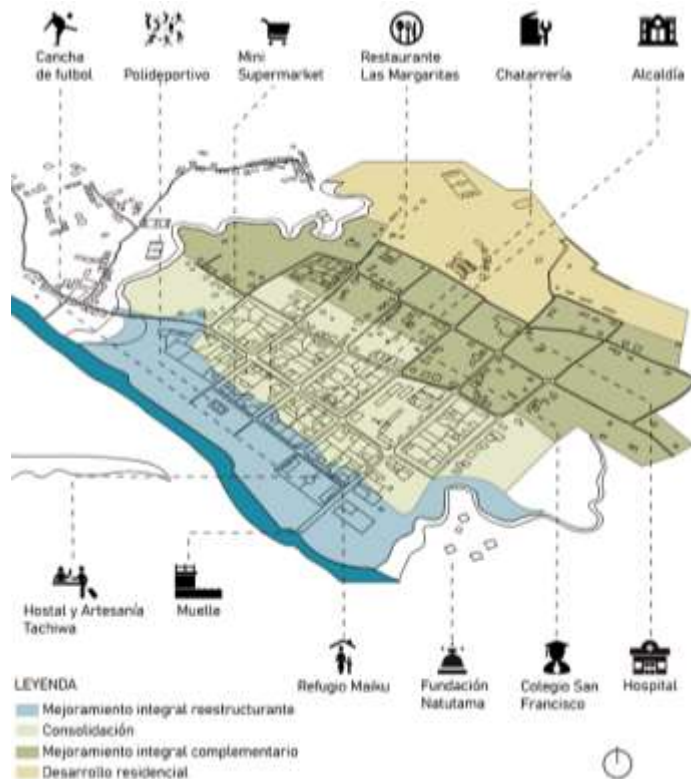 Cancha
de futbol
Polideportivo
Mini
Supermarket
Restaurante
Las Margaritas
Chatarrería
Alcaldía
Hostal y Artesanía
Tachiwa
Muelle
Refugio Maiku
Fundación
Natutama
Colegio San
Francisco
Hospital
LEYENDA
Mejoramiento integral reestructurante
Consolidación
Mejoramiento integral complementario
Desarrollo residencial